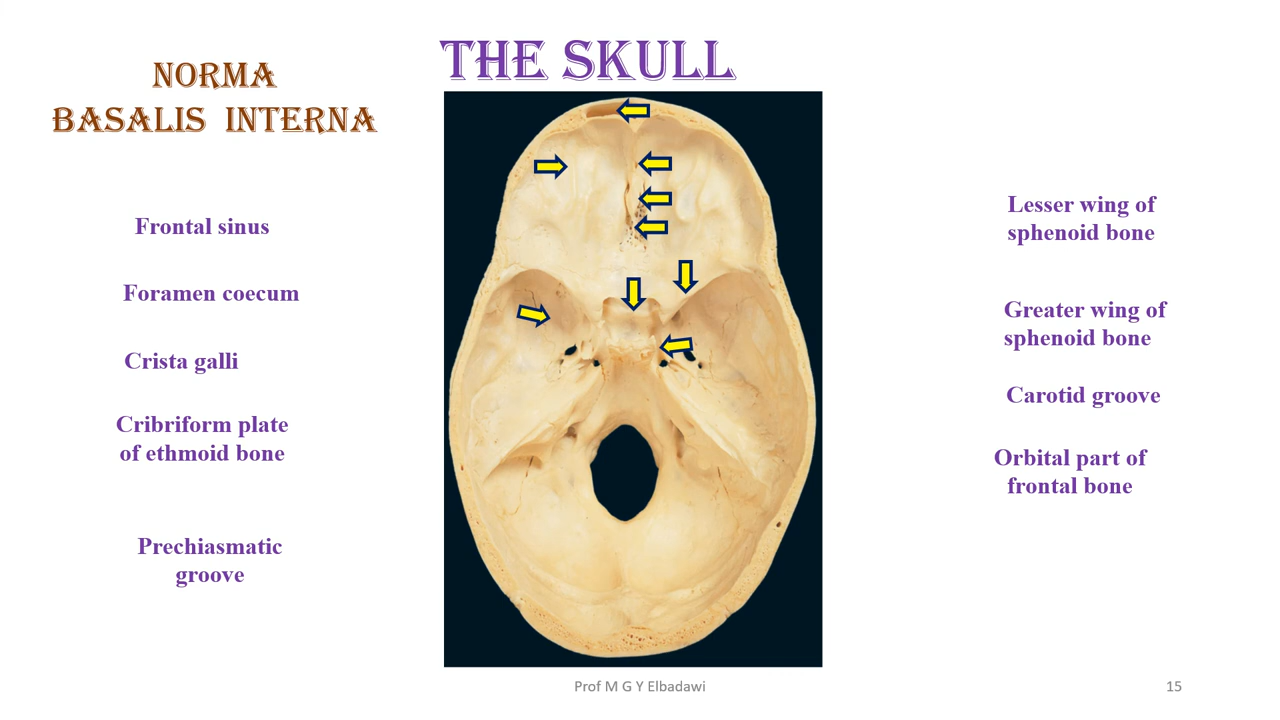 THE SKULL
NORMA
BASALIS INTERNA
Frontal sinus
Foramen coecum
Crista galli
Cribriform plate
of ethmoid bone
Prechiasmatic
groove
Lesser wing of
sphenoid bone
Greater wing of
sphenoid bone
Carotid groove
Orbital part of
frontal bone
Prof M G Y Elbadawi
15